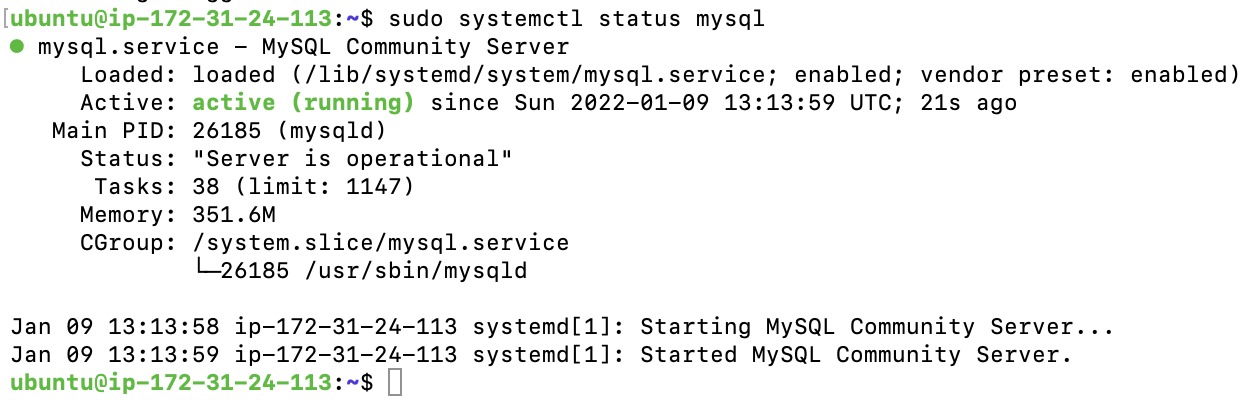 [ubuntu@ip-172-31-24-113:~$ sudo systemctl status mysql
● mysql.service - MySQL Community Server
     Loaded: loaded (/lib/systemd/system/mysql.service; enabled; vendor preset: enabled)
     Active: active (running) since Sun 2022-01-09 13:13:59 UTC; 21s ago
   Main PID: 26185 (mysqld)
     Status: "Server is operational"
      Tasks: 38 (limit: 1147)
     Memory: 351.6M
     CGroup: /system.slice/mysql.service
             └─26185 /usr/sbin/mysqld

Jan 09 13:13:58 ip-172-31-24-113 systemd[1]: Starting MySQL Community Server...
Jan 09 13:13:59 ip-172-31-24-113 systemd[1]: Started MySQL Community Server.
ubuntu@ip-172-31-24-113:~$